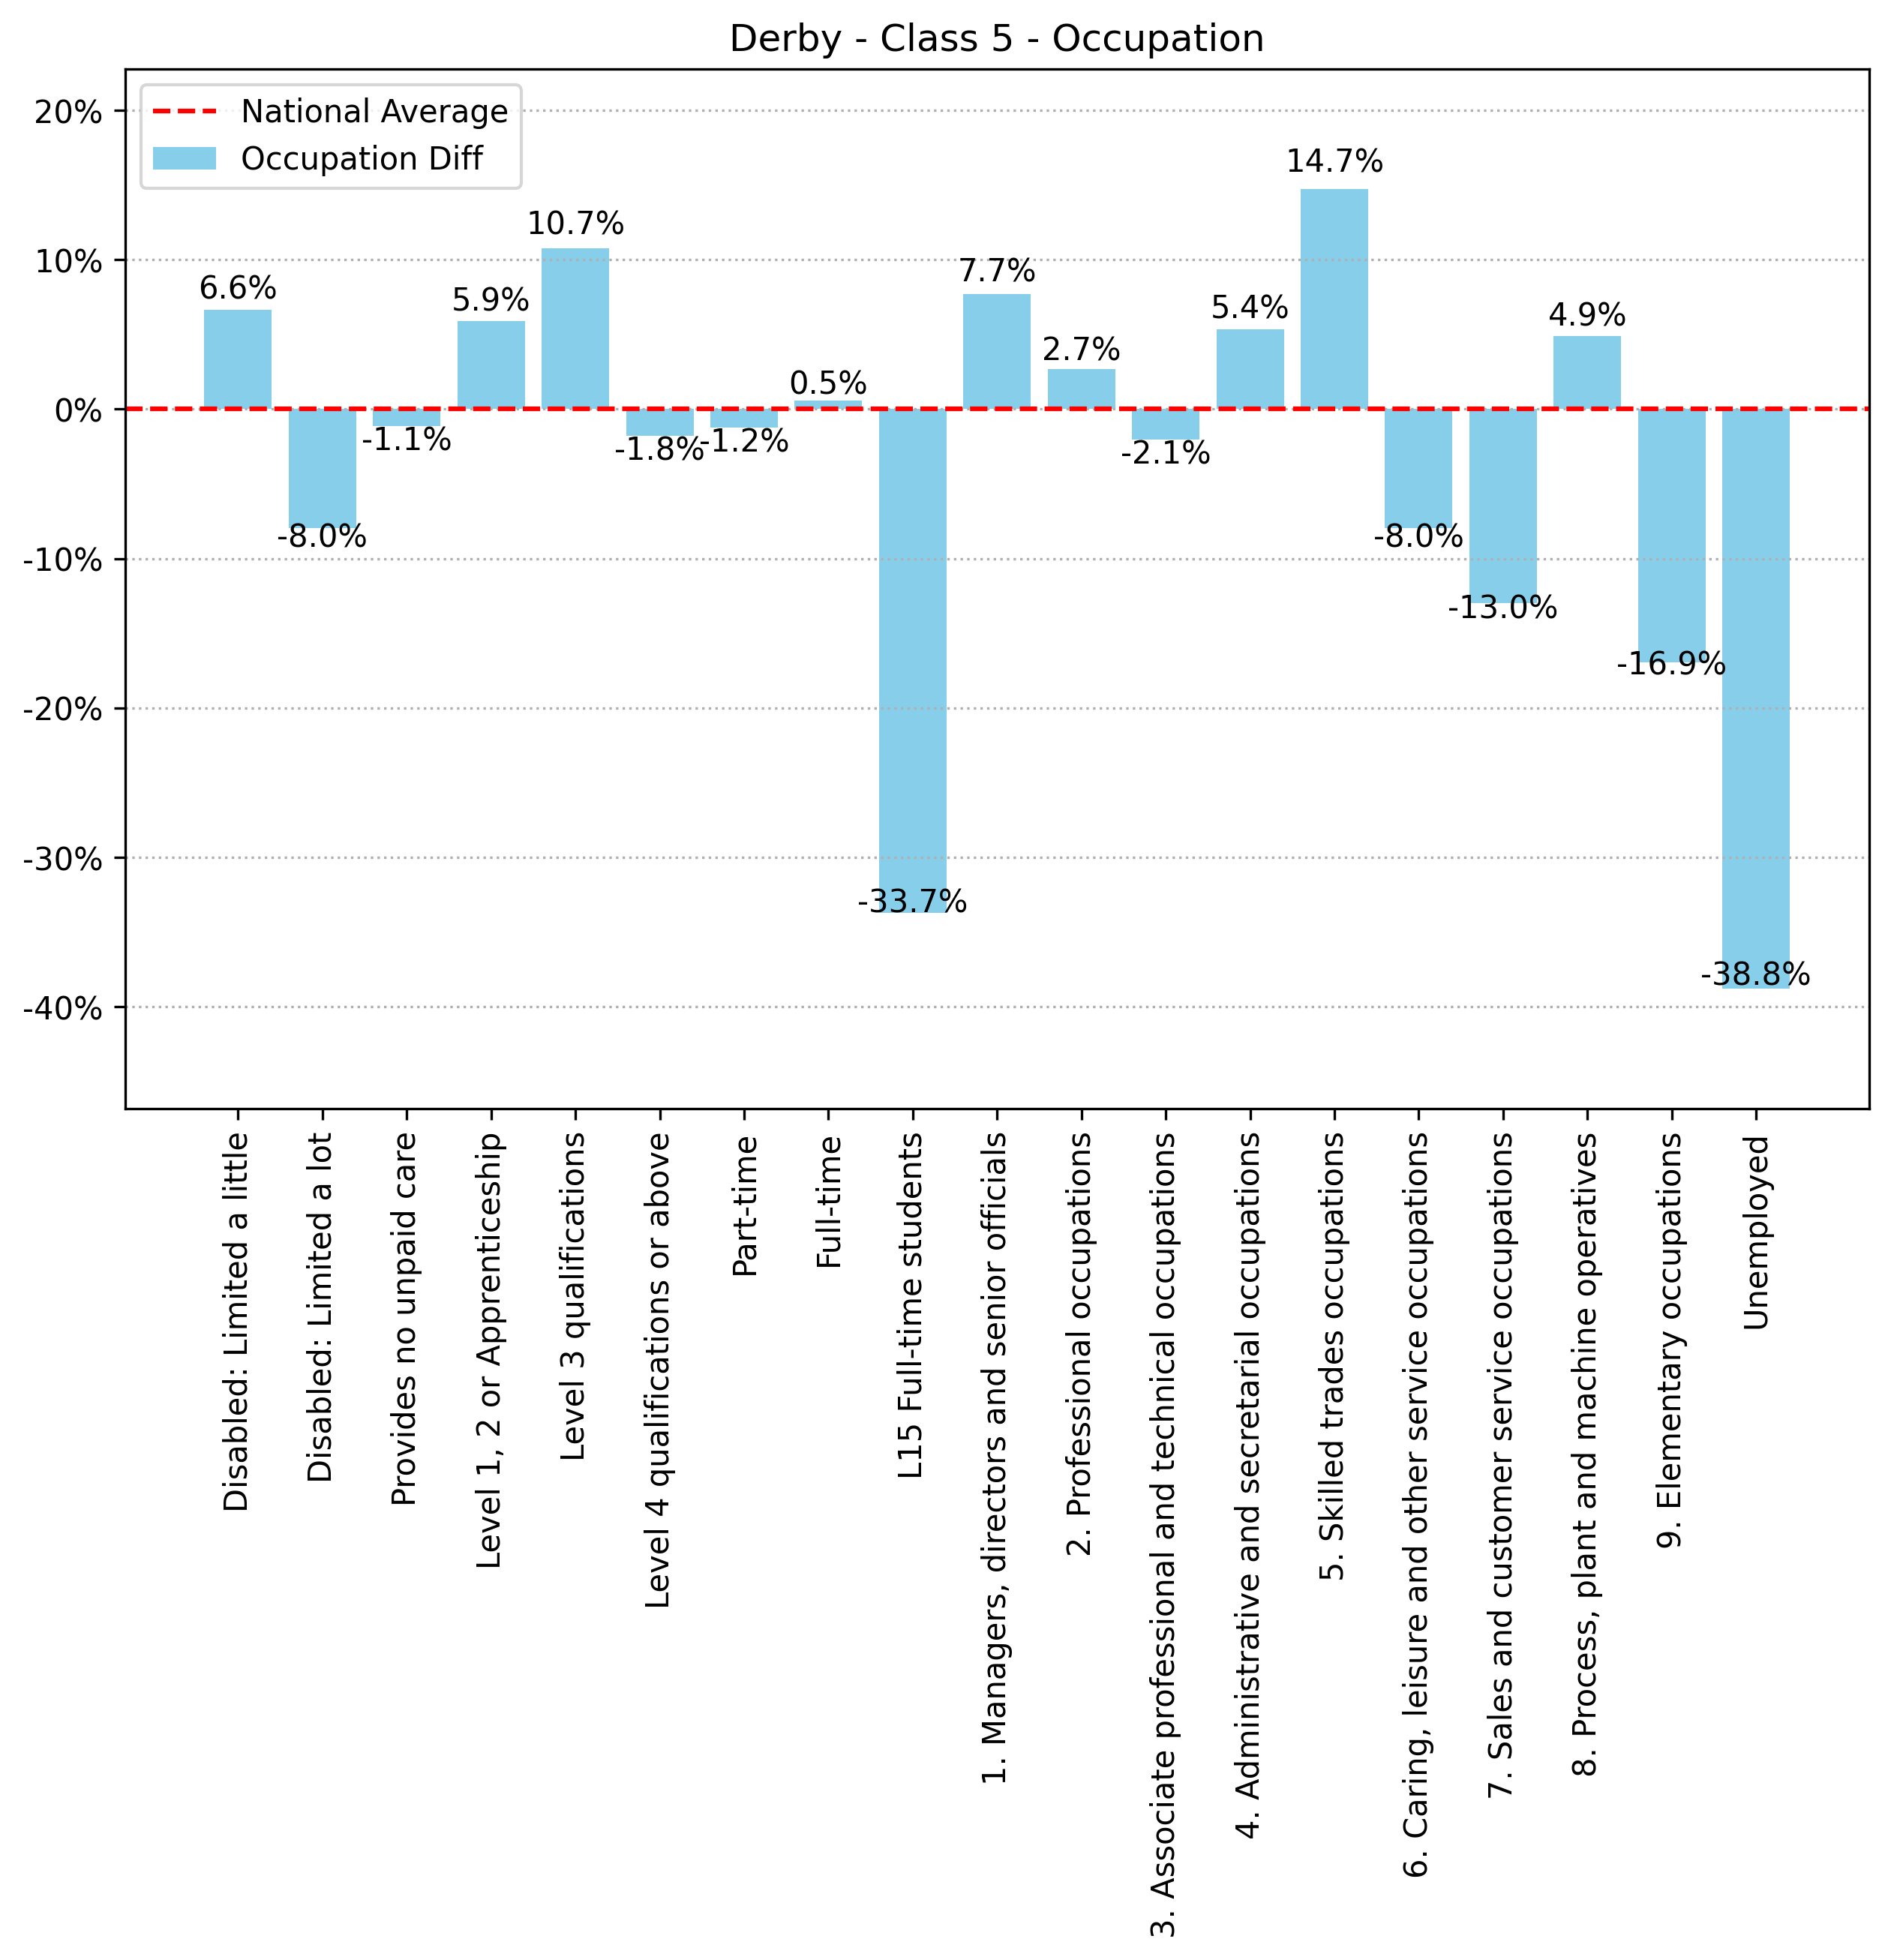 Derby - Class 5 - Occupation
National Average
Occupation Diff
20%
10%
0%
-10%
-20%
-30%
-40%
6.6%
-8.0%
-1.1%
5.9%
10.7%
-1.8%
-1.2%
0.5%
-33.7%
7.7%
2.7%
-2.1%
5.4%
14.7%
-8.0%
-13.0%
4.9%
-16.9%
-38.8%
Disabled: Limited a little
Disabled: Limited a lot
Provides no unpaid care
Level 1, 2 or Apprenticeship
Level 3 qualifications
Level 4 qualifications or above
Part-time
Full-time
L15 Full-time students
1. Managers, directors and senior officials
2. Professional occupations
3. Associate professional and technical occupations
4. Administrative and secretarial occupations
5. Skilled trades occupations
6. Caring, leisure and other service occupations
7. Sales and customer service occupations
8. Process, plant and machine operatives
9. Elementary occupations
Unemployed